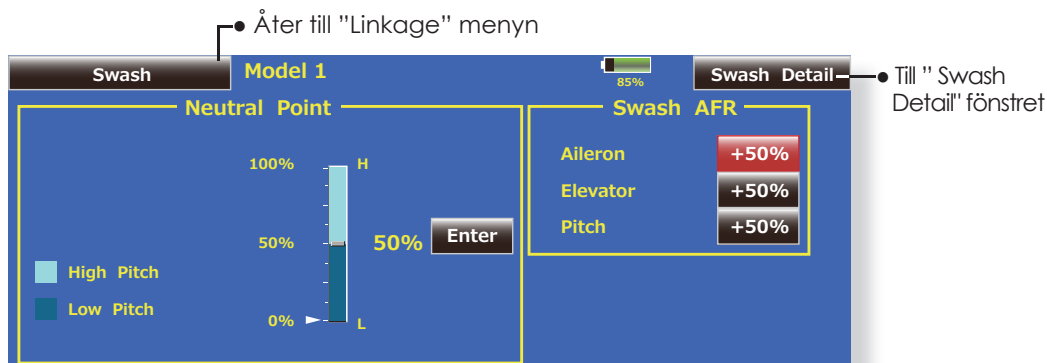 Åter till ”Linkage” menyn
Swash
Model 1
85%
Swash Detail
Till ” Swash
Detail" fönstret
Neutral Point
100%
H
50%
50%
Enter
High Pitch
Low Pitch
0%
L
Swash AFR
Aileron +50%
Elevator +50%
Pitch +50%